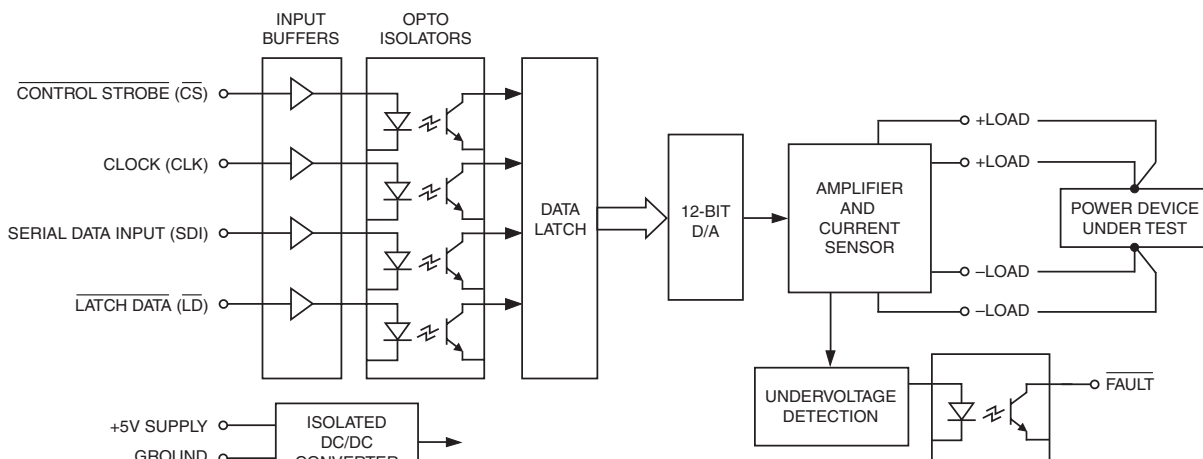 INPUT
BUFFERS
OPTO
ISOLATORS
CONTROL STROBE (CS)
CLOCK (CLK)
SERIAL DATA INPUT (SDI)
LATCH DATA (LD)
DATA
LATCH
12-BIT
D/A
AMPLIFIER
AND
CURRENT
SENSOR
+LOAD
+LOAD
–LOAD
–LOAD
POWER DEVICE
UNDER TEST
UNDERVOLTAGE
DETECTION
FAULT
+5V SUPPLY
GROUND
ISOLATED
DC/DC
CONVERTER